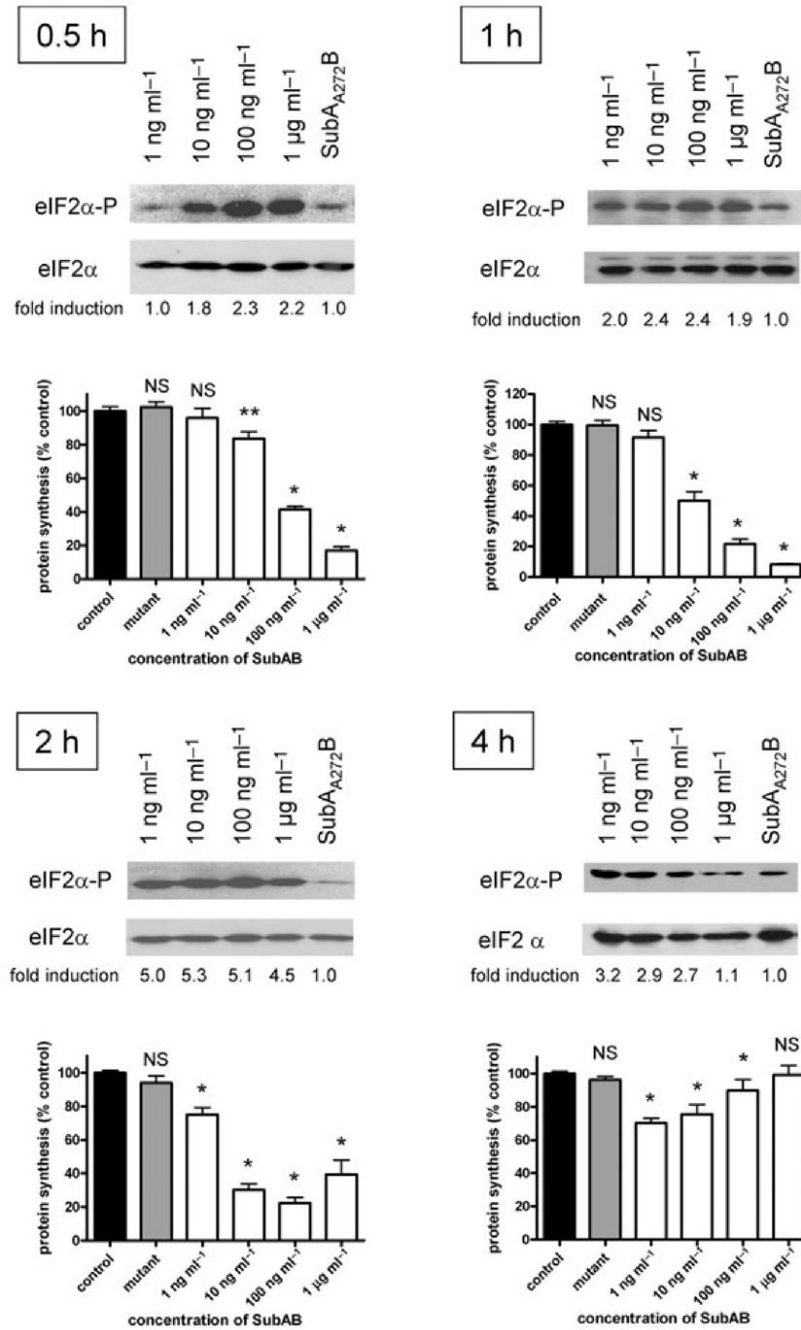 0.5 h
1 ng ml–1
10 ng ml–1
100 ng ml–1
1 µg ml–1
SubAA272B
eIF2α-P
eIF2α
fold induction 1.0 1.8 2.3 2.2 1.0
protein synthesis (% control)
100
80
60
40
20
0
NS
NS
**
*
*
control
mutant
1 ng ml–1
10 ng ml–1
100 ng ml–1
1 µg ml–1
concentration of SubAB
1 h
1 ng ml–1
10 ng ml–1
100 ng ml–1
1 µg ml–1
SubAA272B
eIF2α-P
eIF2α
fold induction 2.0 2.4 2.4 1.9 1.0
protein synthesis (% control)
120
100
80
60
40
20
0
NS
NS
*
*
*
control
mutant
1 ng ml–1
10 ng ml–1
100 ng ml–1
1 µg ml–1
concentration of SubAB
2 h
1 ng ml–1
10 ng ml–1
100 ng ml–1
1 µg ml–1
SubAA272B
eIF2α-P
eIF2α
fold induction 5.0 5.3 5.1 4.5 1.0
protein synthesis (% control)
100
80
60
40
20
0
NS
*
*
*
*
control
mutant
1 ng ml–1
10 ng ml–1
100 ng ml–1
1 µg ml–1
concentration of SubAB
4 h
1 ng ml–1
10 ng ml–1
100 ng ml–1
1 µg ml–1
SubAA272B
eIF2α-P
eIF2 α
fold induction 3.2 2.9 2.7 1.1 1.0
protein synthesis (% control)
100
80
60
40
20
0
NS
*
*
*
NS
control
mutant
1 ng ml–1
10 ng ml–1
100 ng ml–1
1 µg ml–1
concentration of SubAB